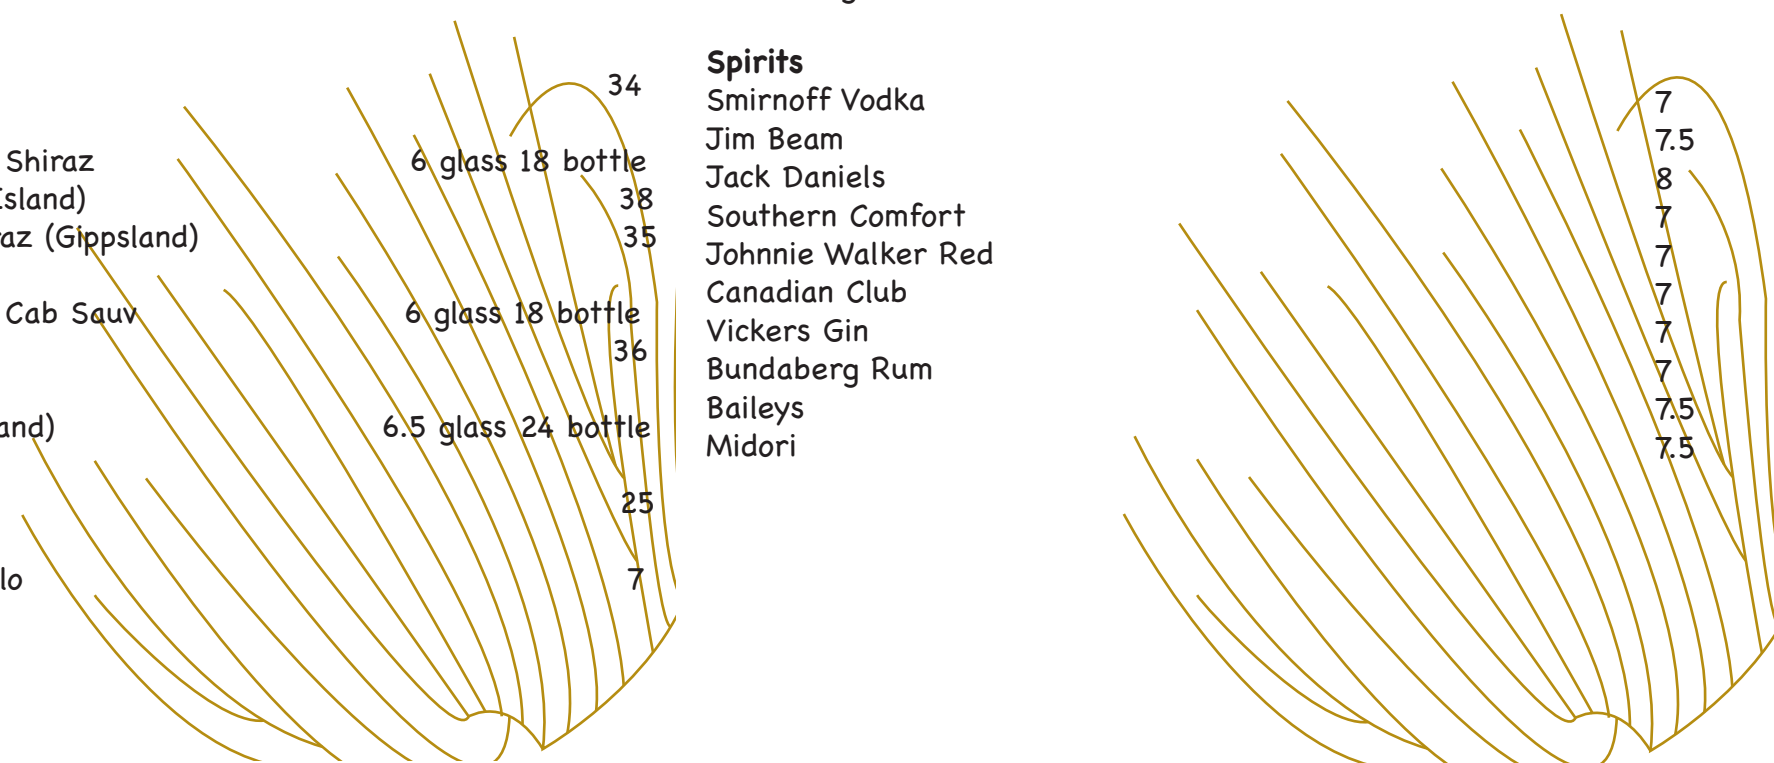 34
Shiraz 6 glass 18 bottle
Island) 38
raz (Gippsland) 35
Cab Sauv 6 glass 18 bottle
36
and) 6.5 glass 24 bottle
25
lo 7
Spirits
Smirnoff Vodka 7
Jim Beam 7.5
Jack Daniels 8
Southern Comfort 7
Johnnie Walker Red 7
Canadian Club 7
Vickers Gin 7
Bundaberg Rum 7
Baileys 7.5
Midori 7.5